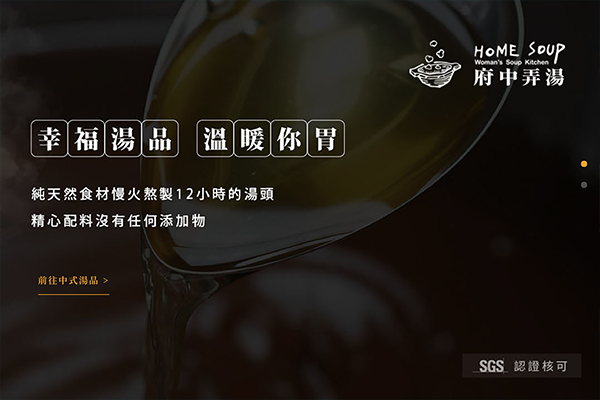 HOME SOUP
Woman's Soup Kitchen
府中弄湯
幸福湯品 溫暖你胃
純天然食材慢火熬製12小時的湯頭
精心配料沒有任何添加物
前往中式湯品 >
SGS 認證核可